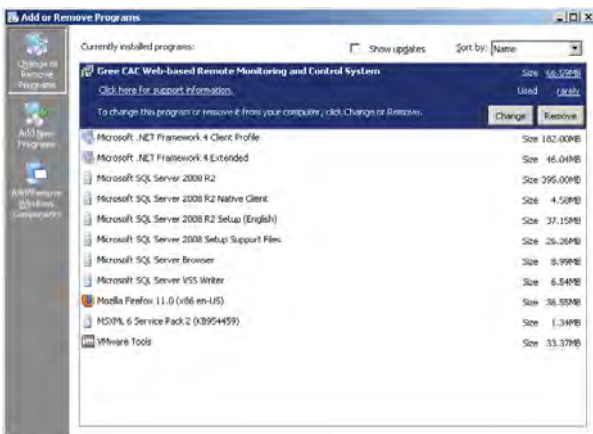 Add or Remove Programs
Change or Remove Programs
Add New Programs
Add/Remove Windows Components
Currently installed programs:
Show updates
Sort by: Name
Gree CAC Web-based Remote Monitoring and Control System Size 66.59MB
Click here for support information. Used rarely
To change this program or remove it from your computer, click Change or Remove.
Change Remove
Microsoft .NET Framework 4 Client Profile Size 182.00MB
Microsoft .NET Framework 4 Extended Size 46.04MB
Microsoft SQL Server 2008 R2 Size 395.00MB
Microsoft SQL Server 2008 R2 Native Client Size 4.58MB
Microsoft SQL Server 2008 R2 Setup (English) Size 37.15MB
Microsoft SQL Server 2008 Setup Support Files Size 26.36MB
Microsoft SQL Server Browser Size 8.99MB
Microsoft SQL Server VSS Writer Size 6.54MB
Mozilla Firefox 11.0 (x86 en-US) Size 36.55MB
MSXML 6 Service Pack 2 (KB954459) Size 1.34MB
VMware Tools Size 33.37MB